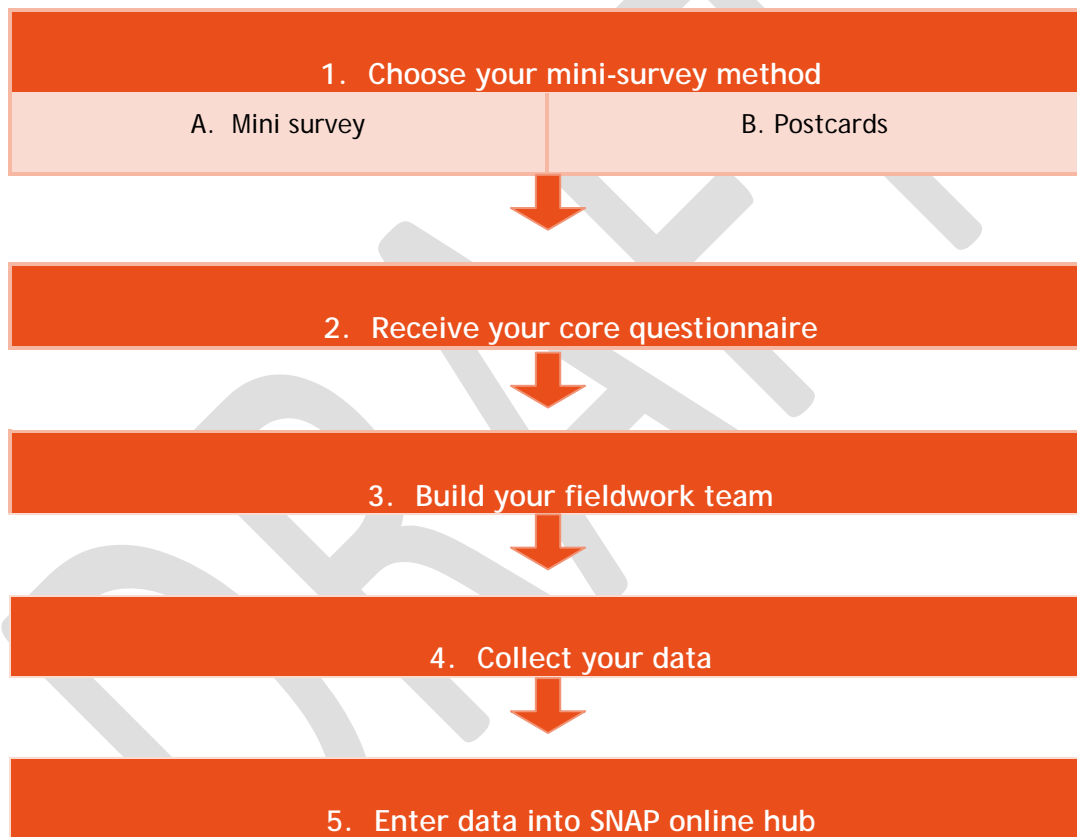 1. Choose your mini-survey method
A. Mini survey
B. Postcards
2. Receive your core questionnaire
3. Build your fieldwork team
4. Collect your data
5. Enter data into SNAP online hub
DRAFT